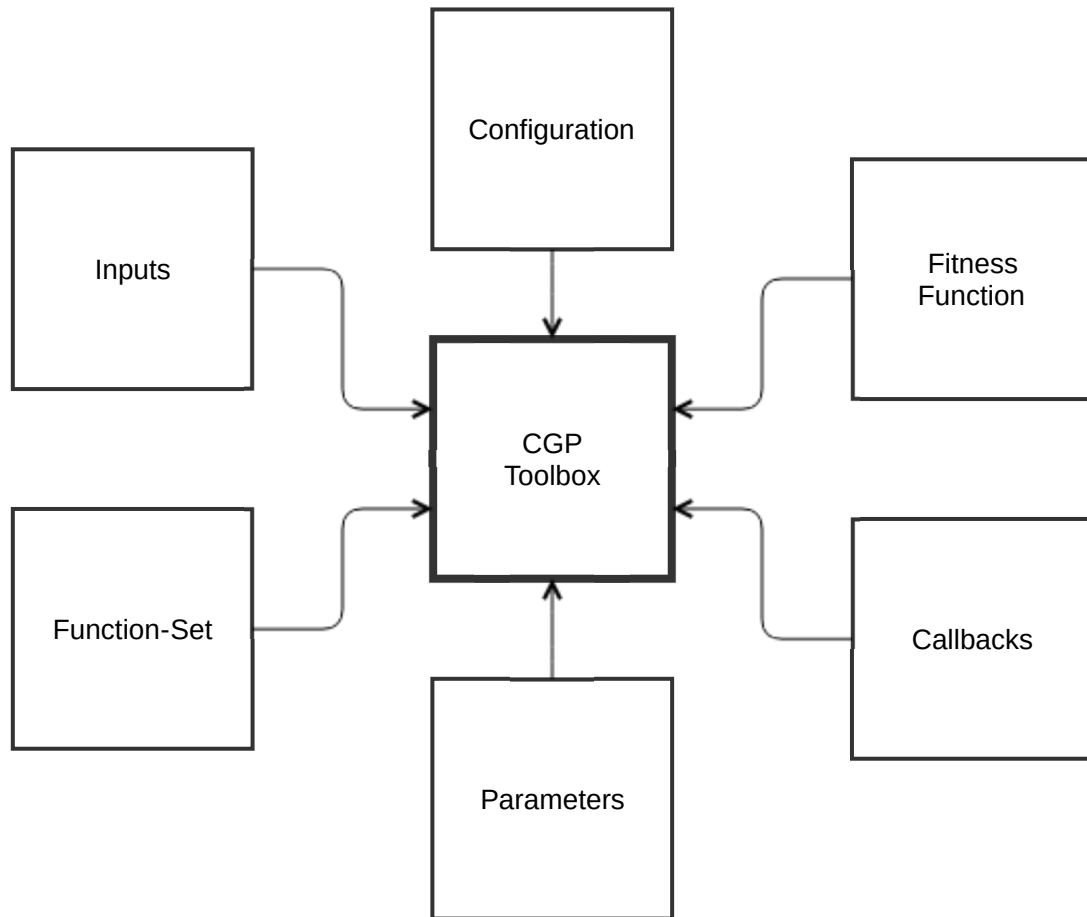 Configuration
Inputs
Fitness
Function
CGP
Toolbox
Function-Set
Callbacks
Parameters